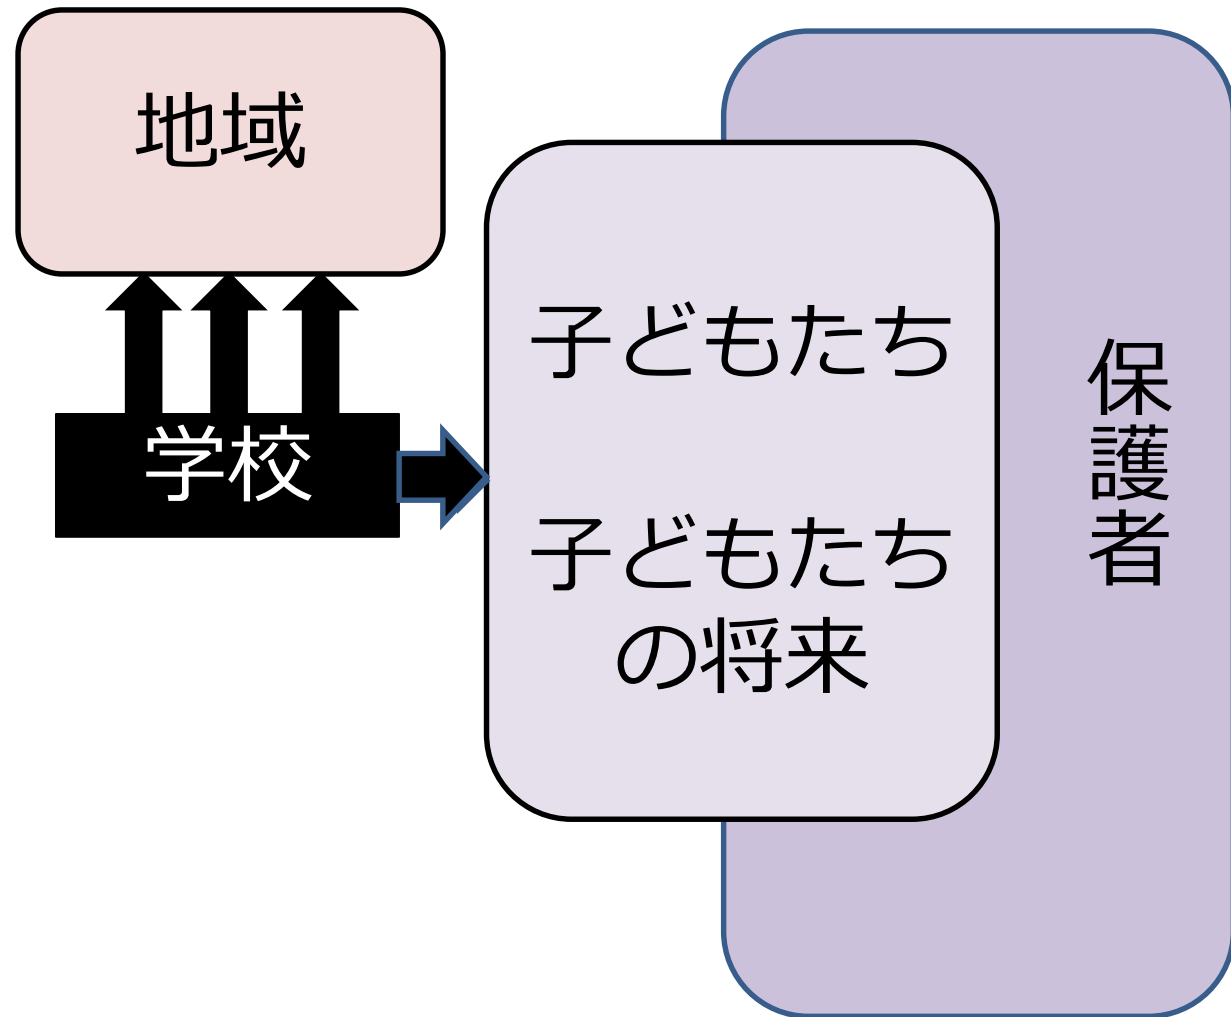 地域
学校
子どもたち
子どもたち
の将来
保護者